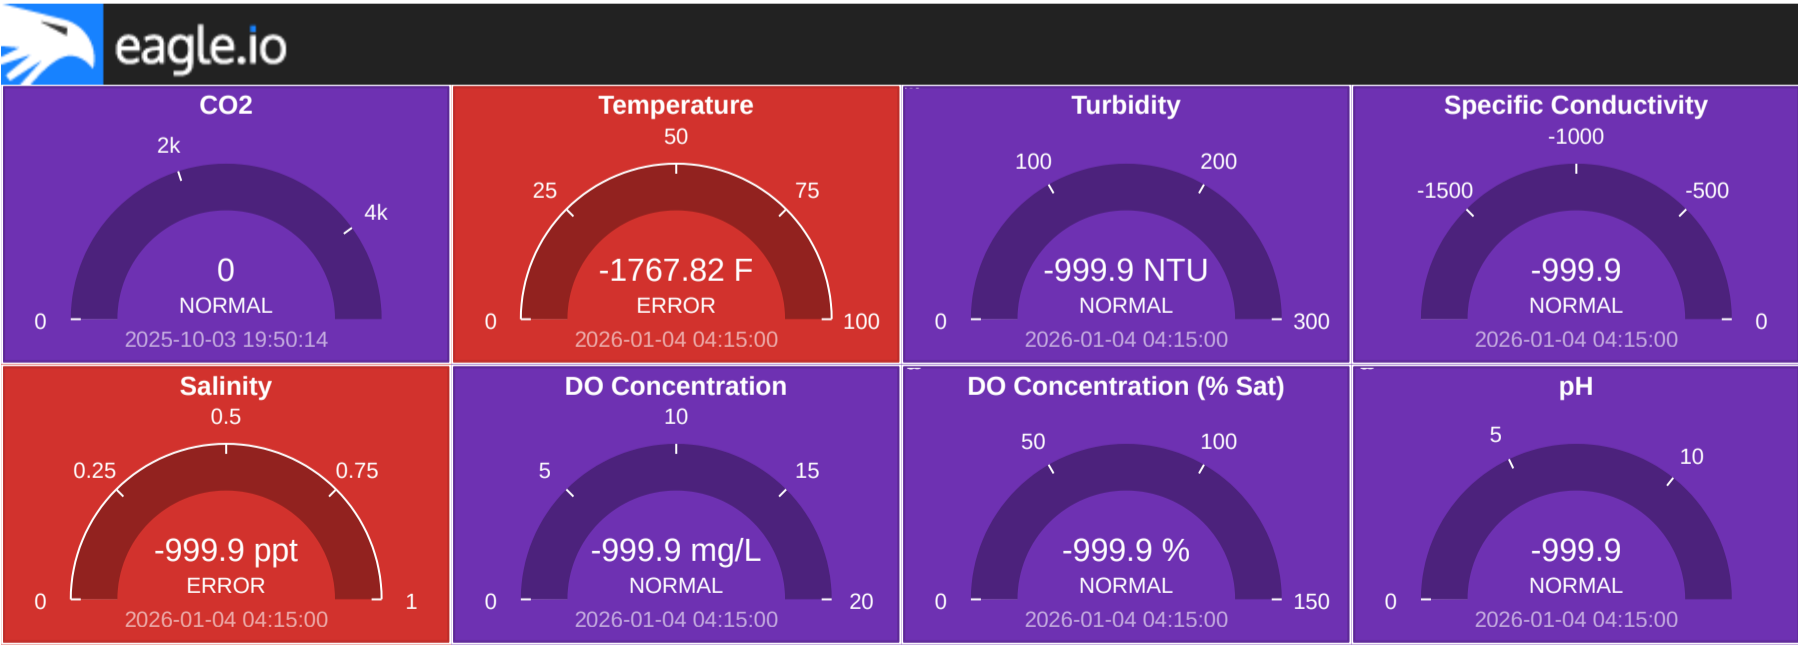 eagle.io
CO2
2k
4k
0
0
NORMAL
2025-10-03 19:50:14
Temperature
50
25
75
0
100
-1767.82 F
ERROR
2026-01-04 04:15:00
Turbidity
100
200
0
300
-999.9 NTU
NORMAL
2026-01-04 04:15:00
Specific Conductivity
-1000
-1500
-500
0
-999.9
NORMAL
2026-01-04 04:15:00
Salinity
0.5
0.25
0.75
0
1
-999.9 ppt
ERROR
2026-01-04 04:15:00
DO Concentration
10
5
15
0
20
-999.9 mg/L
NORMAL
2026-01-04 04:15:00
DO Concentration (% Sat)
50
100
0
150
-999.9 %
NORMAL
2026-01-04 04:15:00
pH
5
10
0
-999.9
NORMAL
2026-01-04 04:15:00